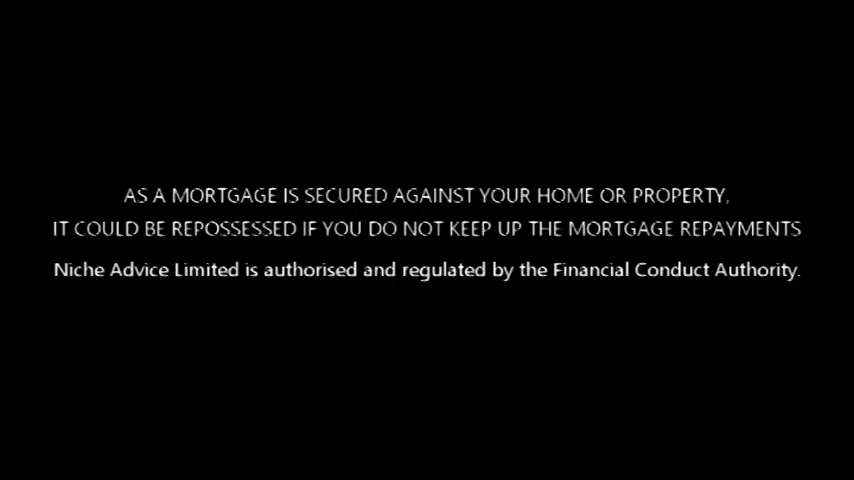 AS A MORTGAGE IS SECURED AGAINST YOUR HOME OR PROPERTY,
IT COULD BE REPOSSESSED IF YOU DO NOT KEEP UP THE MORTGAGE REPAYMENTS
Niche Advice Limited is authorised and regulated by the Financial Conduct Authority.